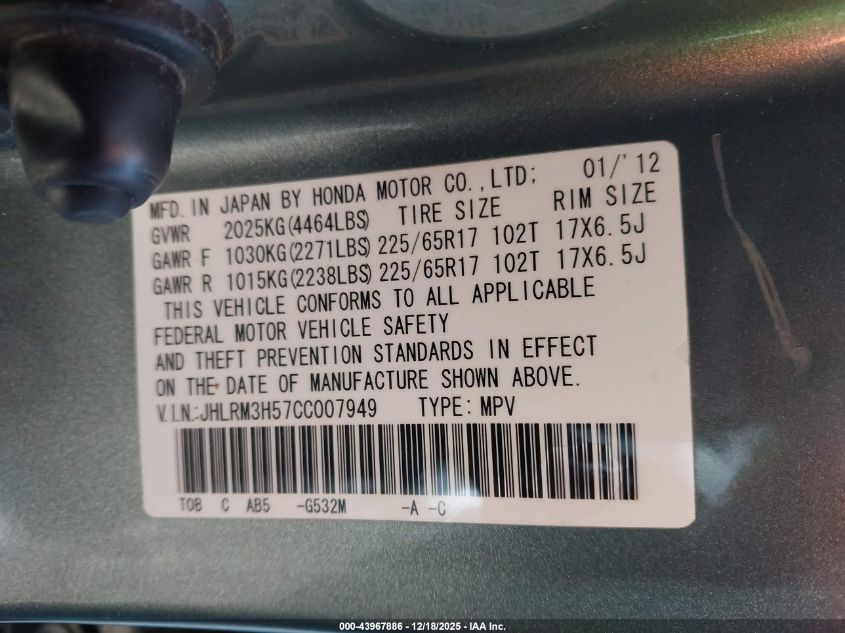 MFD. IN JAPAN BY HONDA MOTOR CO.,LTD; 01/'12
GVWR 2025KG(4464LBS) TIRE SIZE RIM SIZE
GAWR F 1030KG(2271LBS) 225/65R17 102T 17X6.5J
GAWR R 1015KG(2238LBS) 225/65R17 102T 17X6.5J
THIS VEHICLE CONFORMS TO ALL APPLICABLE
FEDERAL MOTOR VEHICLE SAFETY
AND THEFT PREVENTION STANDARDS IN EFFECT
ON THE DATE OF MANUFACTURE SHOWN ABOVE.
V.I.N.:JHLRM3H57CC007949 TYPE: MPV
T0B C AB5 -G532M -A -C
000-43967886 - 12/18/2025 - IAA Inc.